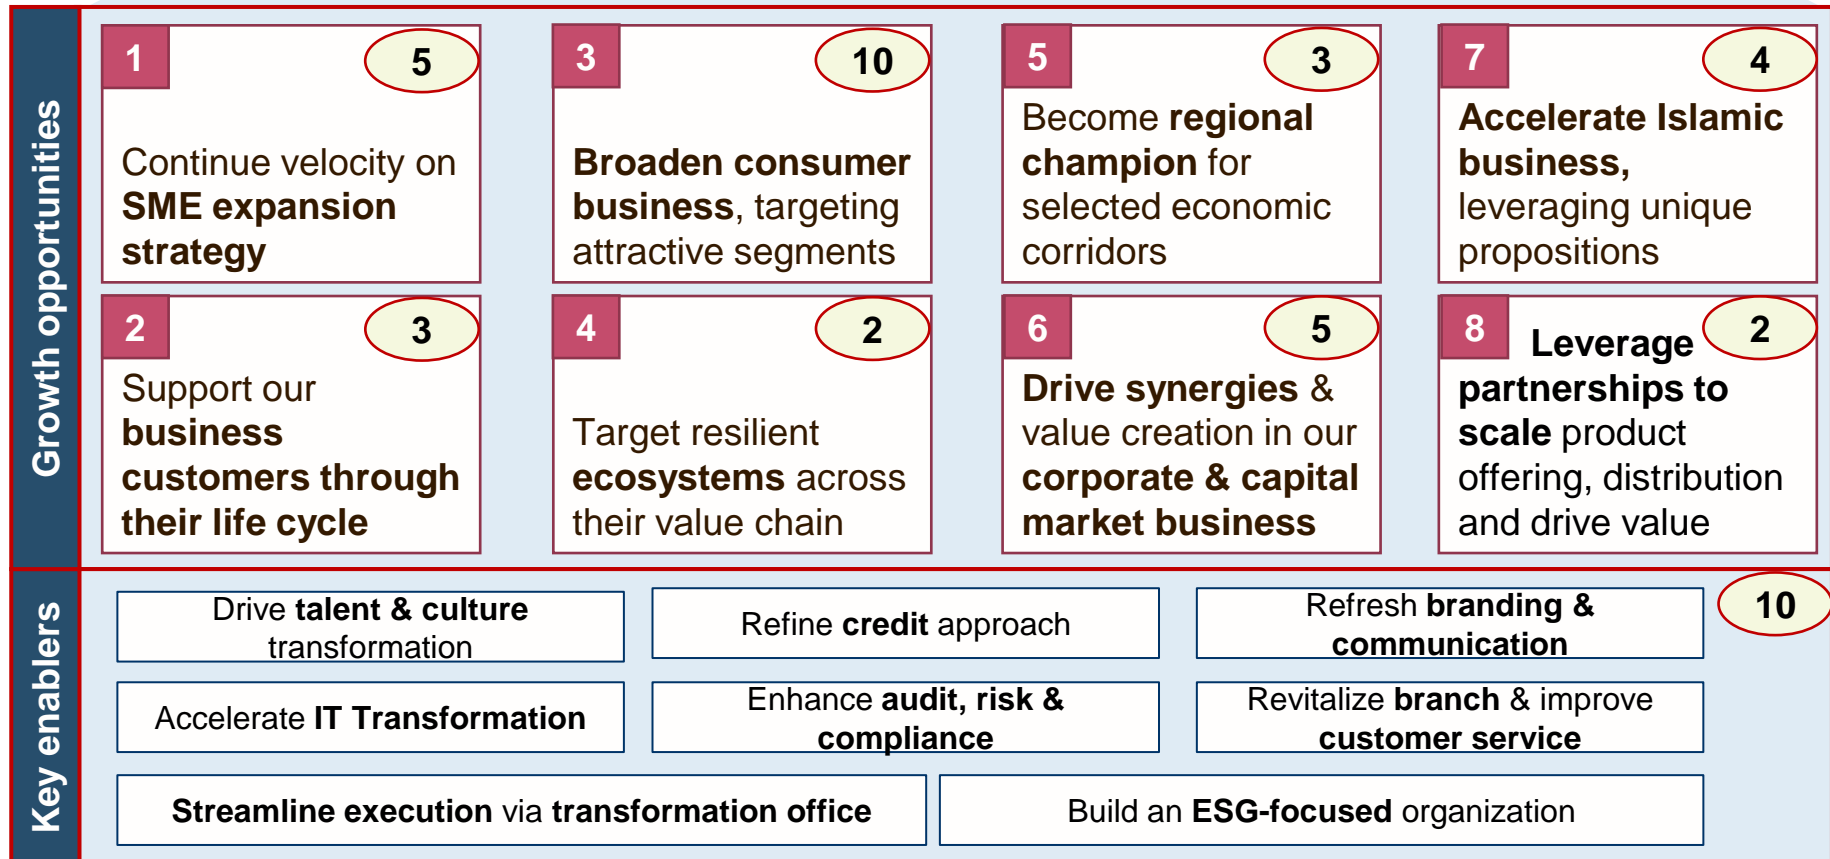 Growth opportunities
1
5
Continue velocity on
SME expansion
strategy
3
10
Broaden consumer
business, targeting
attractive segments
5
3
Become regional
champion for
selected economic
corridors
7
4
Accelerate Islamic
business,
leveraging unique
propositions
2
3
Support our
business
customers through
their life cycle
4
2
Target resilient
ecosystems across
their value chain
6
5
Drive synergies &
value creation in our
corporate & capital
market business
8
2
Leverage
partnerships to
scale product
offering, distribution
and drive value
Key enablers
10
Drive talent & culture
transformation
Refine credit approach
Refresh branding &
communication
Accelerate IT Transformation
Enhance audit, risk &
compliance
Revitalize branch & improve
customer service
Streamline execution via transformation office
Build an ESG-focused organization